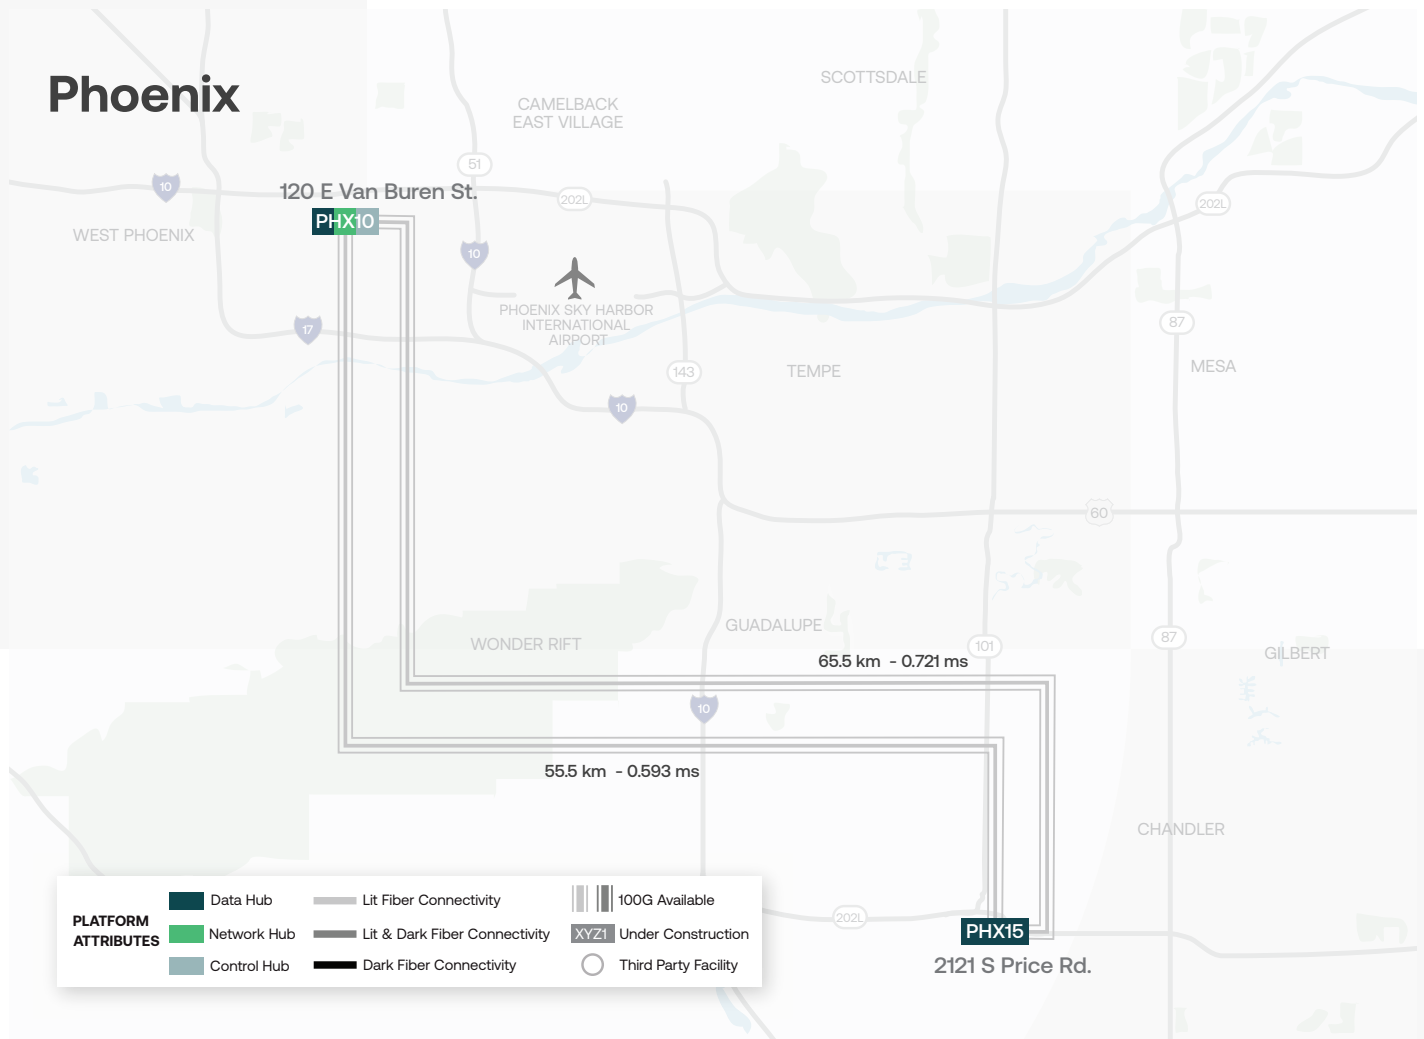 Phoenix
SCOTTSDALE
CAMELBACK
EAST VILLAGE
51
10
120 E Van Buren St.
202L
202L
PHX10
WEST PHOENIX
10
PHOENIX SKY HARBOR
INTERNATIONAL
AIRPORT
17
87
143
TEMPE
MESA
10
60
GUADALUPE
WONDER RIFT
101
87
GILBERT
65.5 km - 0.721 ms
10
55.5 km - 0.593 ms
CHANDLER
PLATFORM
ATTRIBUTES
Data Hub
Network Hub
Control Hub
Lit Fiber Connectivity
Lit & Dark Fiber Connectivity
Dark Fiber Connectivity
100G Available
XYZ1 Under Construction
Third Party Facility
202L
PHX15
2121 S Price Rd.